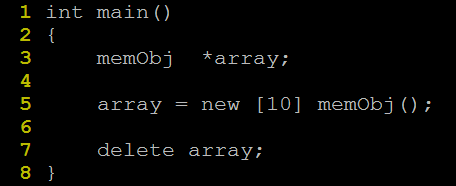 1 int main()
2 {
3     memObj  *array;
4
5     array = new [10] memObj();
6
7     delete array;
8 }